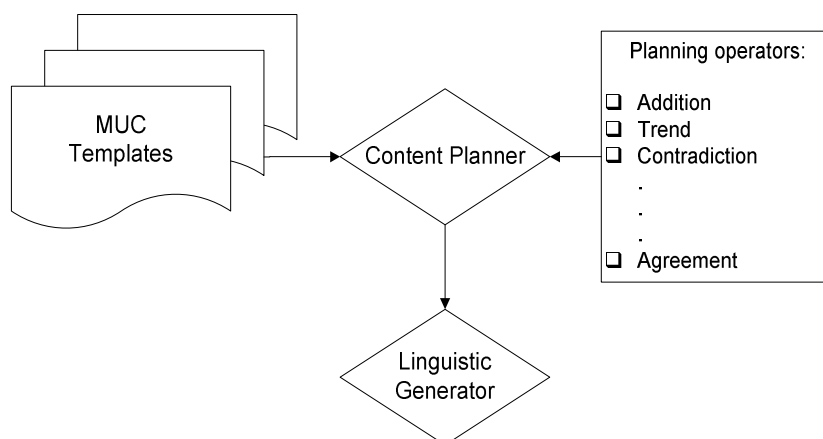 MUC
Templates
Content Planner
Planning operators:
❑ Addition
❑ Trend
❑ Contradiction
.
.
.
❑ Agreement
Linguistic
Generator